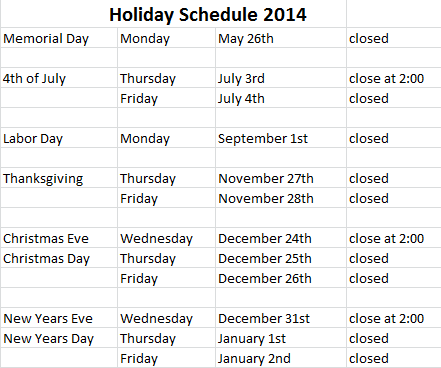 Holiday Schedule 2014
Memorial Day Monday May 26th closed
4th of July Thursday July 3rd close at 2:00
Friday July 4th closed
Labor Day Monday September 1st closed
Thanksgiving Thursday November 27th closed
Friday November 28th closed
Christmas Eve Wednesday December 24th close at 2:00
Christmas Day Thursday December 25th closed
Friday December 26th closed
New Years Eve Wednesday December 31st close at 2:00
New Years Day Thursday January 1st closed
Friday January 2nd closed